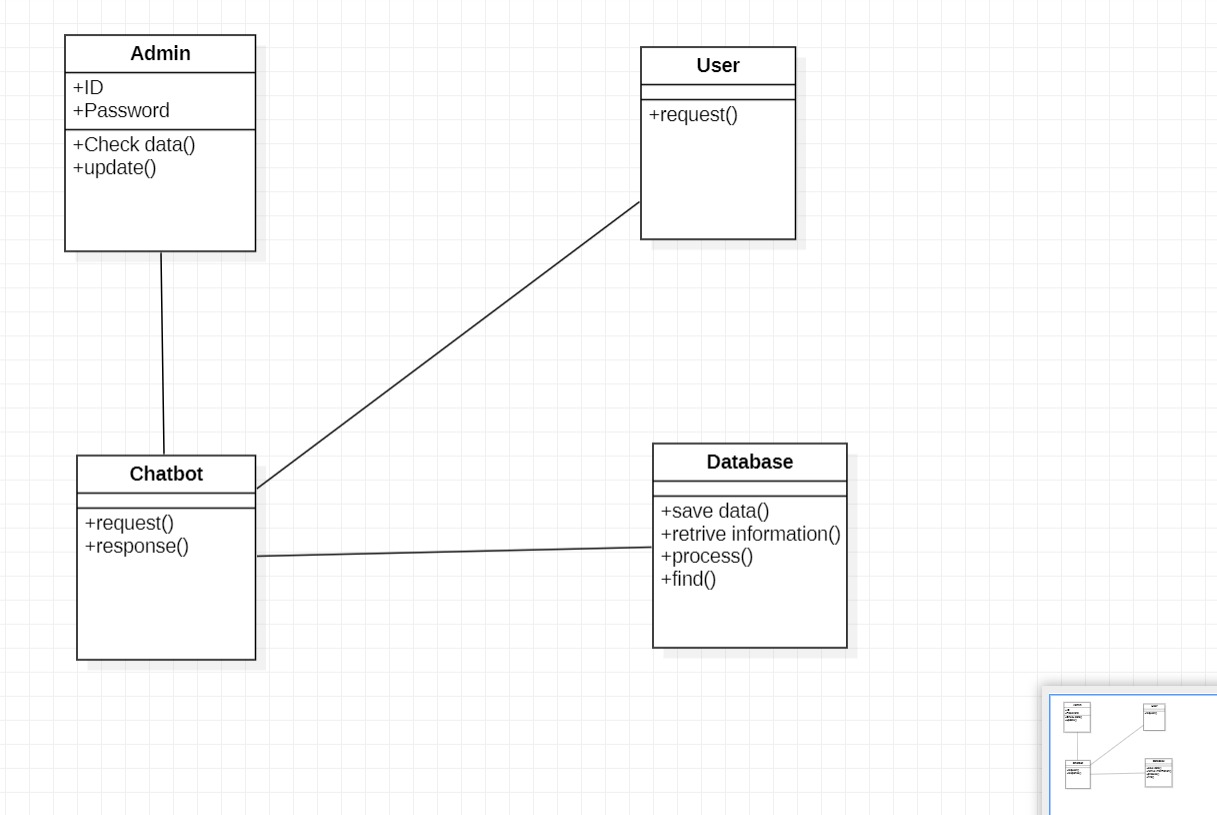 Admin
+ID
+Password
+Check data()
+update()
User
+request()
Chatbot
+request()
+response()
Database
+save data()
+retrive information()
+process()
+find()